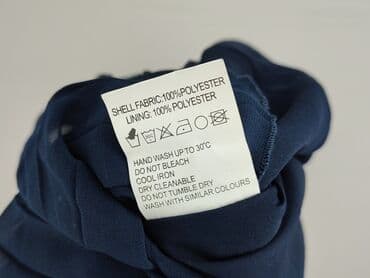 SHELL FABRIC:100%POLYESTER
LINING: 100% POLYESTER
HAND WASH UP TO 30°C
DO NOT BLEACH
COOL IRON
DRY CLEANABLE
DO NOT TUMBLE DRY
WASH WITH SIMILAR COLOURS